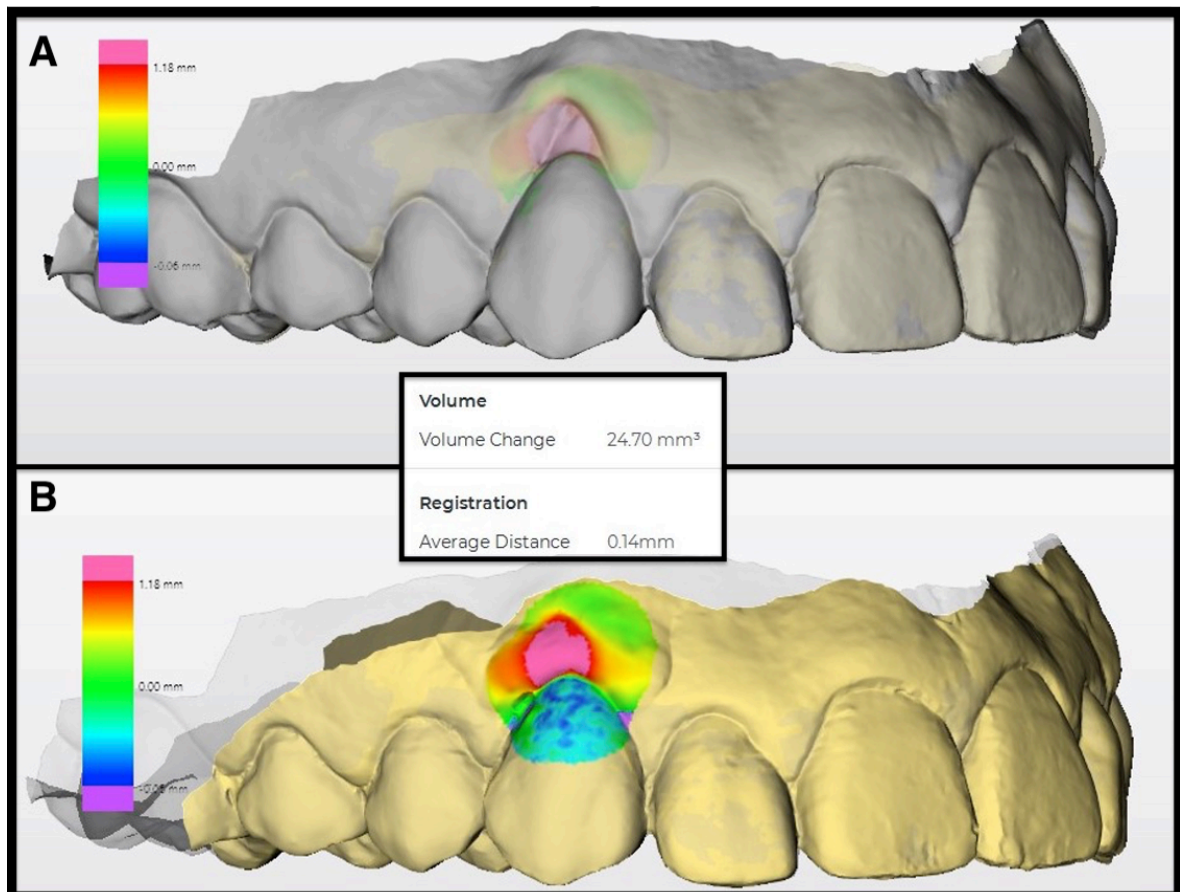 A
1.18 mm
0.00 mm
-0.06 mm
Volume
Volume Change 24.70 mm³
Registration
Average Distance 0.14mm
B
1.18 mm
0.00 mm